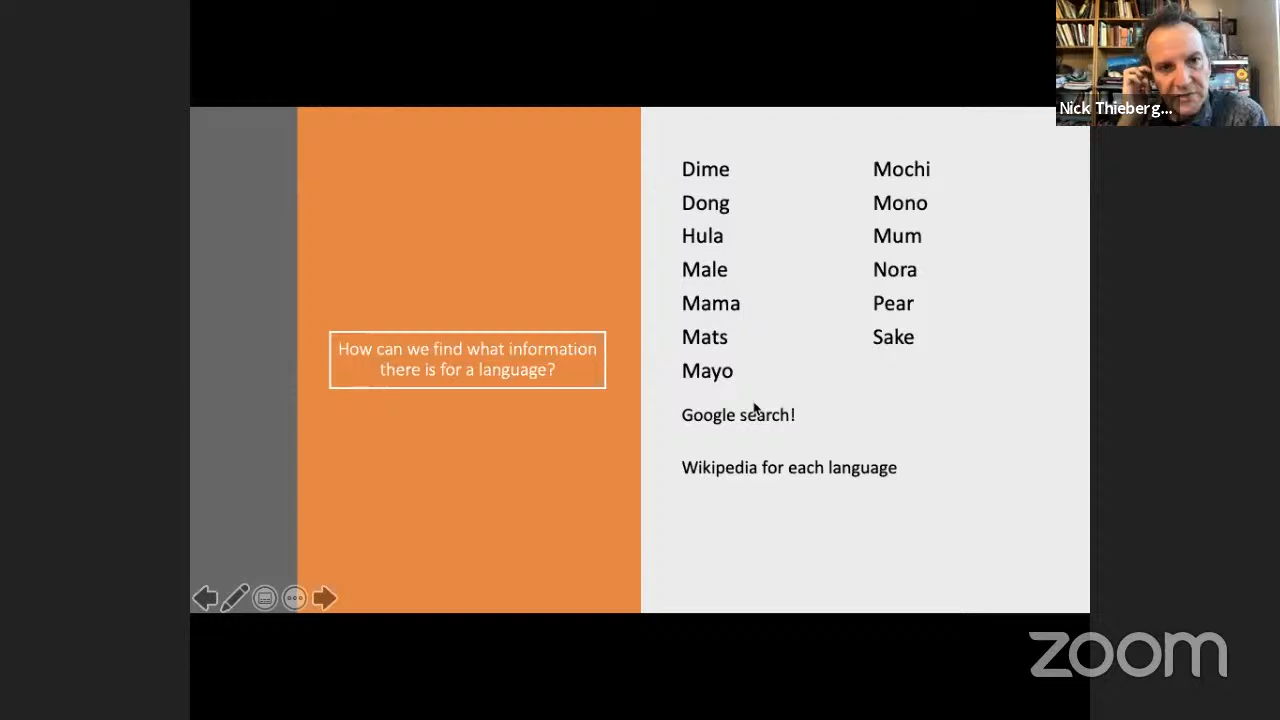 Nick Thieberg...
How can we find what information
there is for a language?
Dime
Dong
Hula
Male
Mama
Mats
Mayo
Mochi
Mono
Mum
Nora
Pear
Sake
Google search!
Wikipedia for each language
zoom